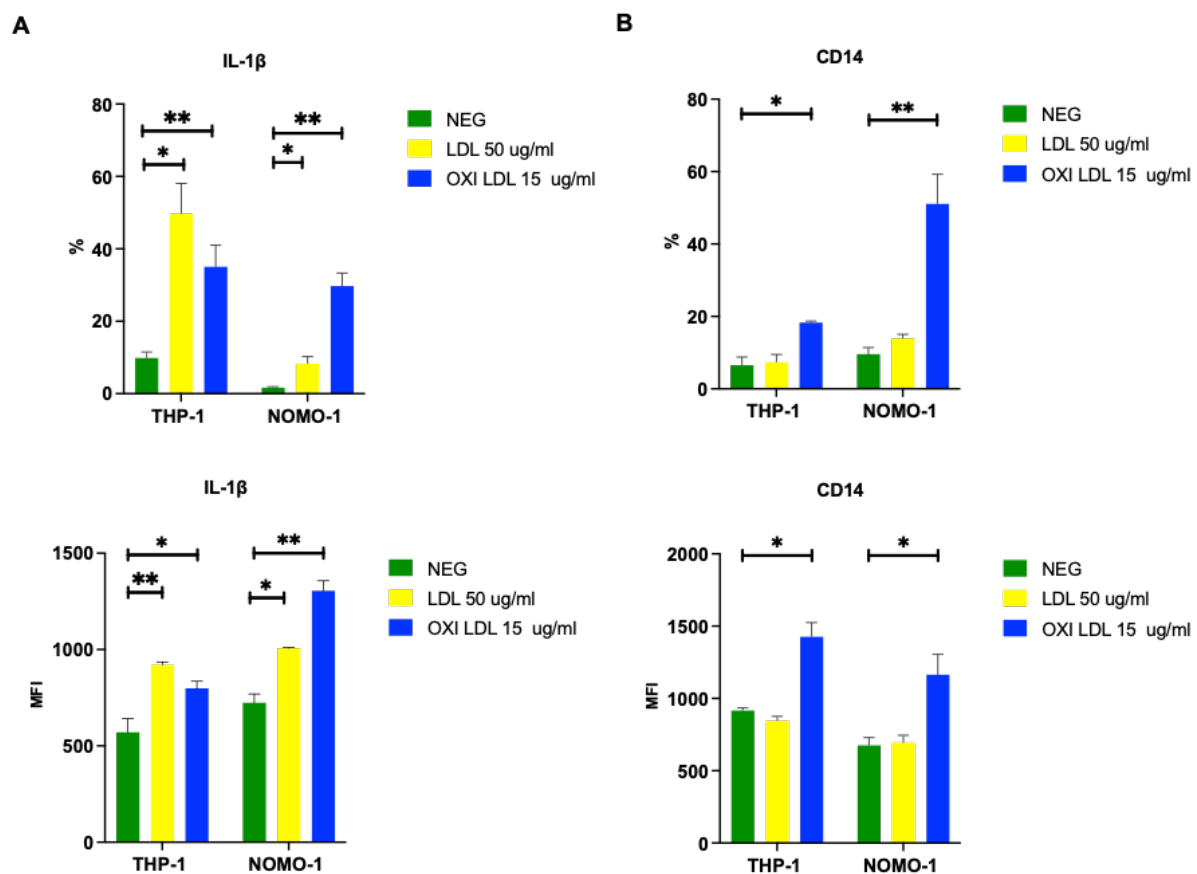 A
IL-1β
80
60
40
20
0
%
** **
* *
THP-1 NOMO-1
NEG
LDL 50 ug/ml
OXI LDL 15 ug/ml
B
CD14
80
60
40
20
0
%
* **
THP-1 NOMO-1
NEG
LDL 50 ug/ml
OXI LDL 15 ug/ml
IL-1β
1500
1000
500
0
MFI
* **
** *
THP-1 NOMO-1
NEG
LDL 50 ug/ml
OXI LDL 15 ug/ml
CD14
2000
1500
1000
500
0
MFI
* *
THP-1 NOMO-1
NEG
LDL 50 ug/ml
OXI LDL 15 ug/ml